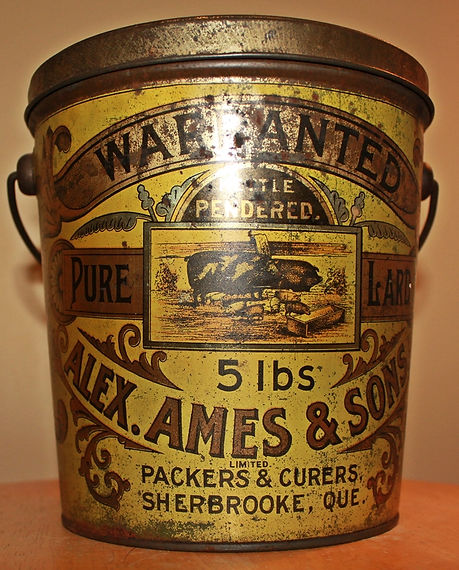 WARRANTED
KETTLE
RENDERED.
PURE LARD
5 lbs
ALEX. AMES & SONS
LIMITED.
PACKERS & CURERS,
SHERBROOKE, QUE.